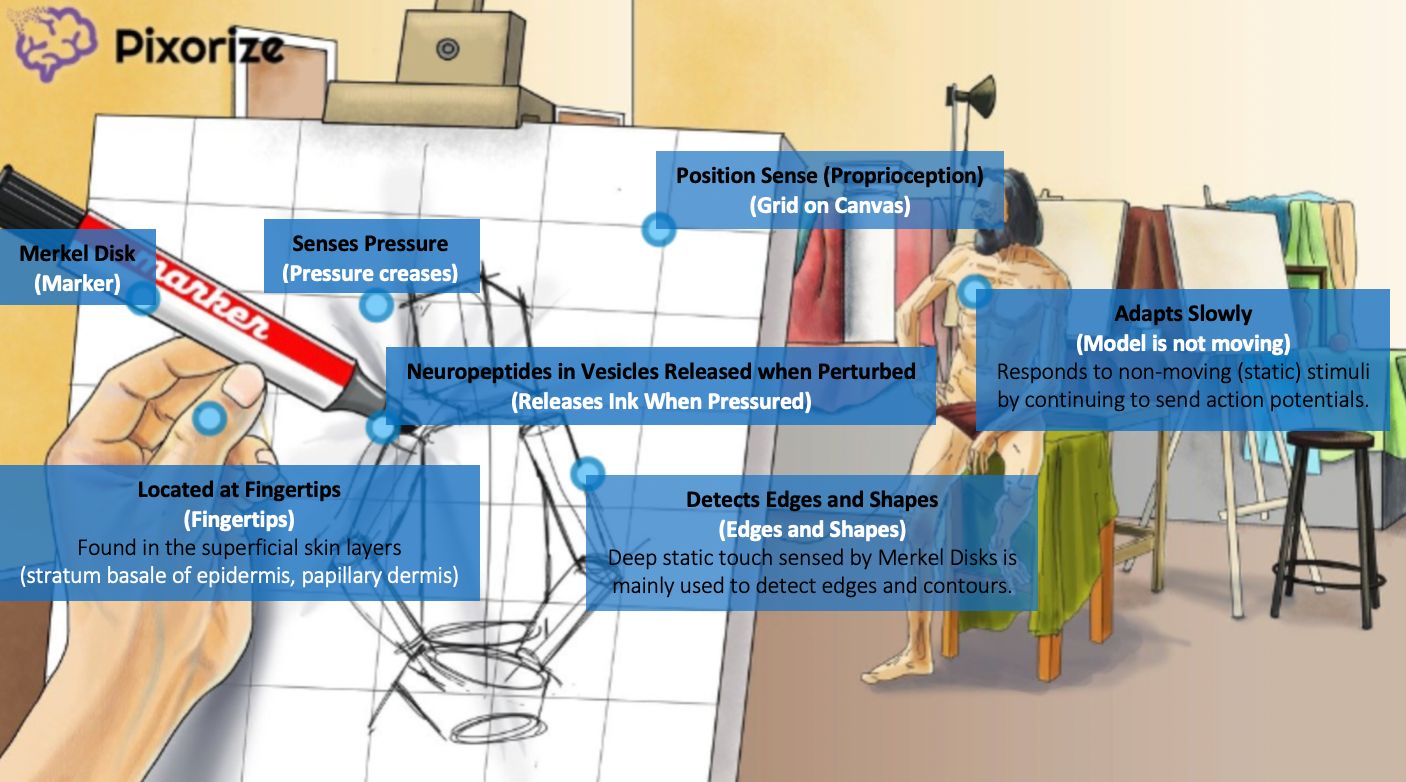 Pixorize
Position Sense (Proprioception)
(Grid on Canvas)
Merkel Disk
(Marker)
marker
Senses Pressure
(Pressure creases)
Adapts Slowly
(Model is not moving)
Responds to non-moving (static) stimuli
by continuing to send action potentials.
Neuropeptides in Vesicles Released when Perturbed
(Releases Ink When Pressured)
Located at Fingertips
(Fingertips)
Found in the superficial skin layers
(stratum basale of epidermis, papillary dermis)
Detects Edges and Shapes
(Edges and Shapes)
Deep static touch sensed by Merkel Disks is
mainly used to detect edges and contours.